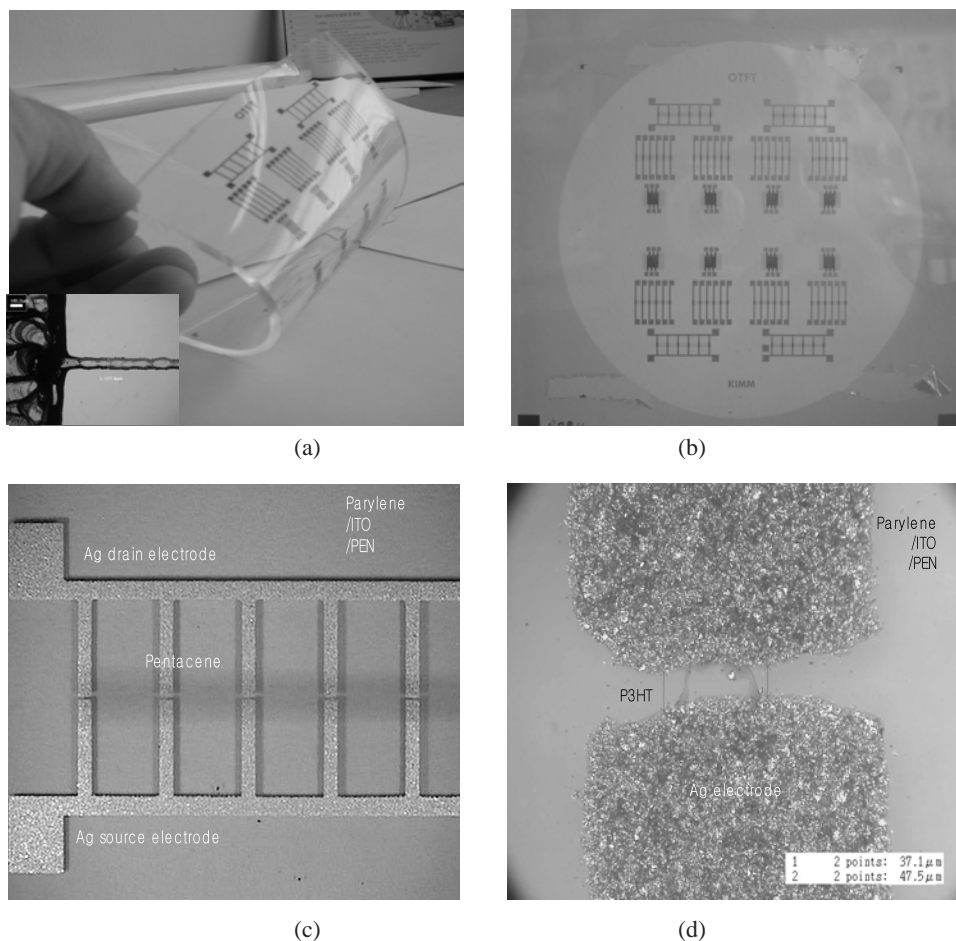 OTFT
(a)
OTFT
KIMM
(b)
Parylene
/ITO
/PEN
Ag drain electrode
Pentacene
Ag source electrode
(c)
Parylene
/ITO
/PEN
P3HT
Ag electrode
1 2 points: 37.1μm
2 2 points: 47.5μm
(d)